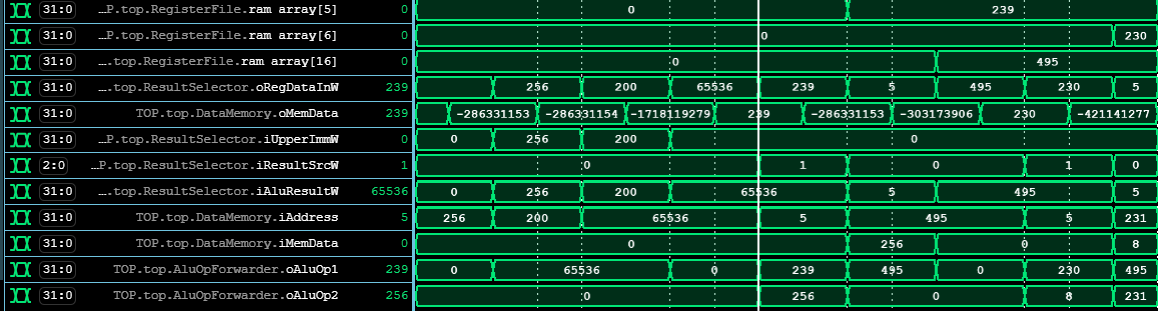 31:0 …P.top.RegisterFile.ram array[5] 0 0 239
31:0 …P.top.RegisterFile.ram array[6] 0 0 230
31:0 ….top.RegisterFile.ram array[16] 0 0 495
31:0 ….top.ResultSelector.oRegDataInW 239 256 200 65536 239 5 495 230 5
31:0 TOP.top.DataMemory.oMemData 239 -286331153 -286331154 -1718119279 239 -286331153 -303173906 230 -421141277
31:0 ….top.ResultSelector.iUpperImmW 0 0 256 200 0
2:0 …P.top.ResultSelector.iResultSrcW 1 0 1 0 1 0
31:0 ….top.ResultSelector.iAluResultW 65536 0 256 200 65536 5 495 5
31:0 TOP.top.DataMemory.iAddress 5 256 200 65536 5 495 5 231
31:0 TOP.top.DataMemory.iMemData 0 0 256 0 8
31:0 TOP.top.AluOpForwarder.oAluOp1 239 0 65536 0 239 495 0 230 495
31:0 TOP.top.AluOpForwarder.oAluOp2 256 0 256 0 8 231